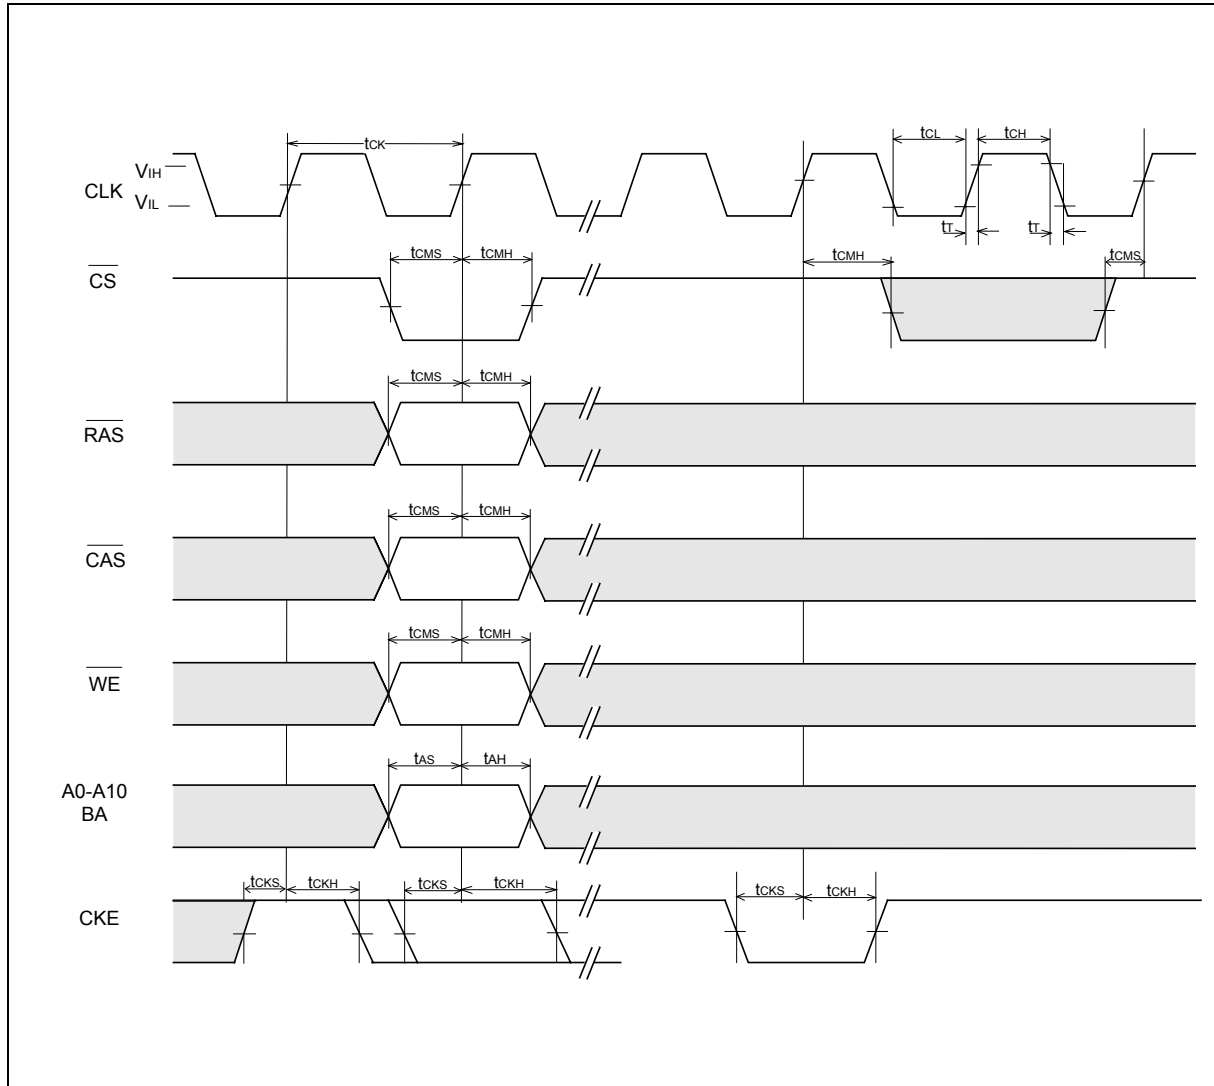 tCK
tCL
tCH
VIH
CLK
VIL
tT
tT
tCMS
tCMH
tCMH
tCMS
CS
tCMS
tCMH
RAS
tCMS
tCMH
CAS
tCMS
tCMH
WE
tAS
tAH
A0-A10
BA
tCKS
tCKH
tCKS
tCKH
tCKS
tCKH
CKE